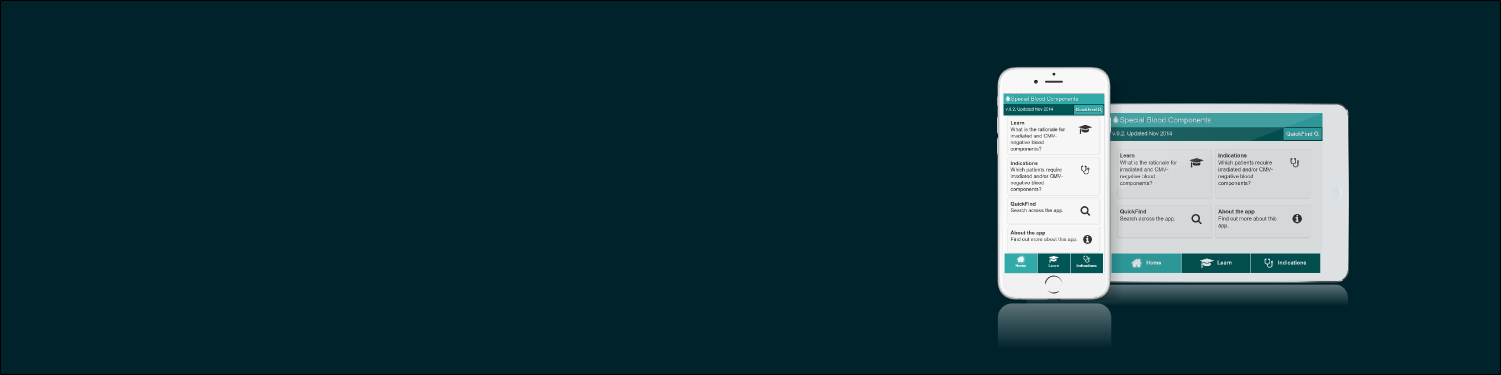 Special Blood Components
v.0.2. Updated Nov 2014
QuickFind
Learn
What is the rationale for
irradiated and CMV-
negative blood
components?
Indications
Which patients require
irradiated and/or CMV-
negative blood
components?
QuickFind
Search across the app.
About the app
Find out more about this app.
Home
Learn
Indications
Special Blood Components
v.0.2. Updated Nov 2014
QuickFind
Learn
What is the rationale for
irradiated and CMV-
negative blood
components?
Indications
Which patients require
irradiated and/or CMV-
negative blood
components?
QuickFind
Search across the app.
About the app
Find out more about this
app.
Home
Learn
Indications